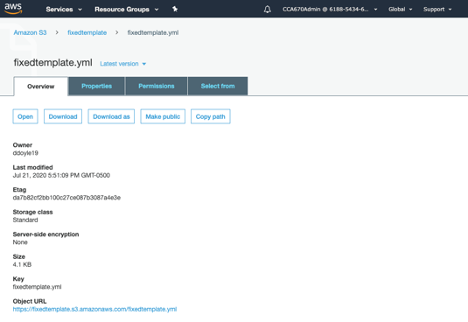 aws
Services
Resource Groups
CCA670Admin @ 6188-5434-6...
Global
Support
Amazon S3 > fixedtemplate > fixedtemplate.yml
fixedtemplate.yml
Latest version
Overview
Properties
Permissions
Select from
Open
Download
Download as
Make public
Copy path
Owner
ddoyle19
Last modified
Jul 21, 2020 5:51:09 PM GMT-0500
Etag
da7b82cf2bb100c27ce087b3087a4e3e
Storage class
Standard
Server-side encryption
None
Size
4.1 KB
Key
fixedtemplate.yml
Object URL
https://fixedtemplate.s3.amazonaws.com/fixedtemplate.yml